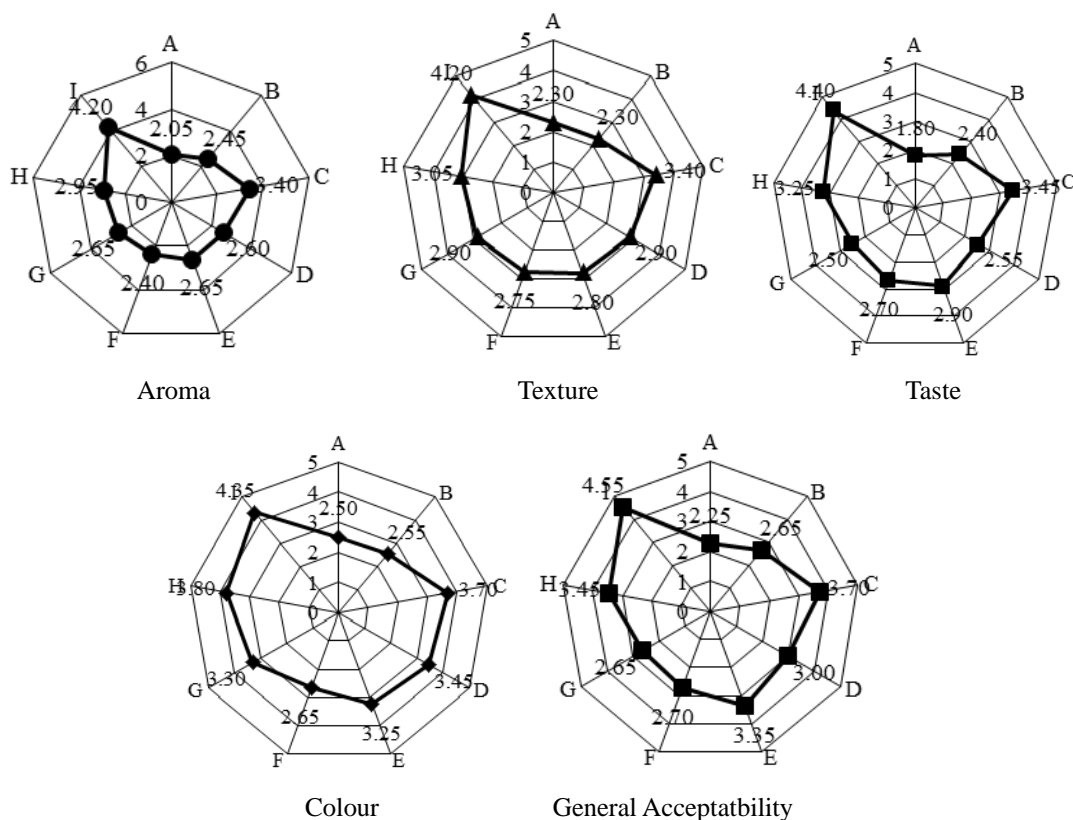 A
6
I
B
4.20
4
2.05
2.45
2
H
C
2.95
3.40
0
2.65
2.60
G
D
2.40
2.65
F
E
Aroma
A
5
I
B
4.20
4
2.30
3
2.30
2
H
C
3.05
3.40
1
0
2.90
2.90
G
D
2.75
2.80
F
E
Texture
A
5
I
B
4.40
4
3
1.80
2.40
2
H
C
3.25
3.45
1
0
2.50
2.55
G
D
2.70
2.90
F
E
Taste
A
5
4.35
I
B
4
2.50
3
2.55
2
H
C
3.80
3.70
1
0
3.30
3.45
G
D
2.65
3.25
F
E
Colour
A
5
4.55
I
B
4
2.25
3
2.65
2
H
C
3.45
3.70
1
0
2.65
3.00
G
D
2.70
3.35
F
E
General Acceptatbility